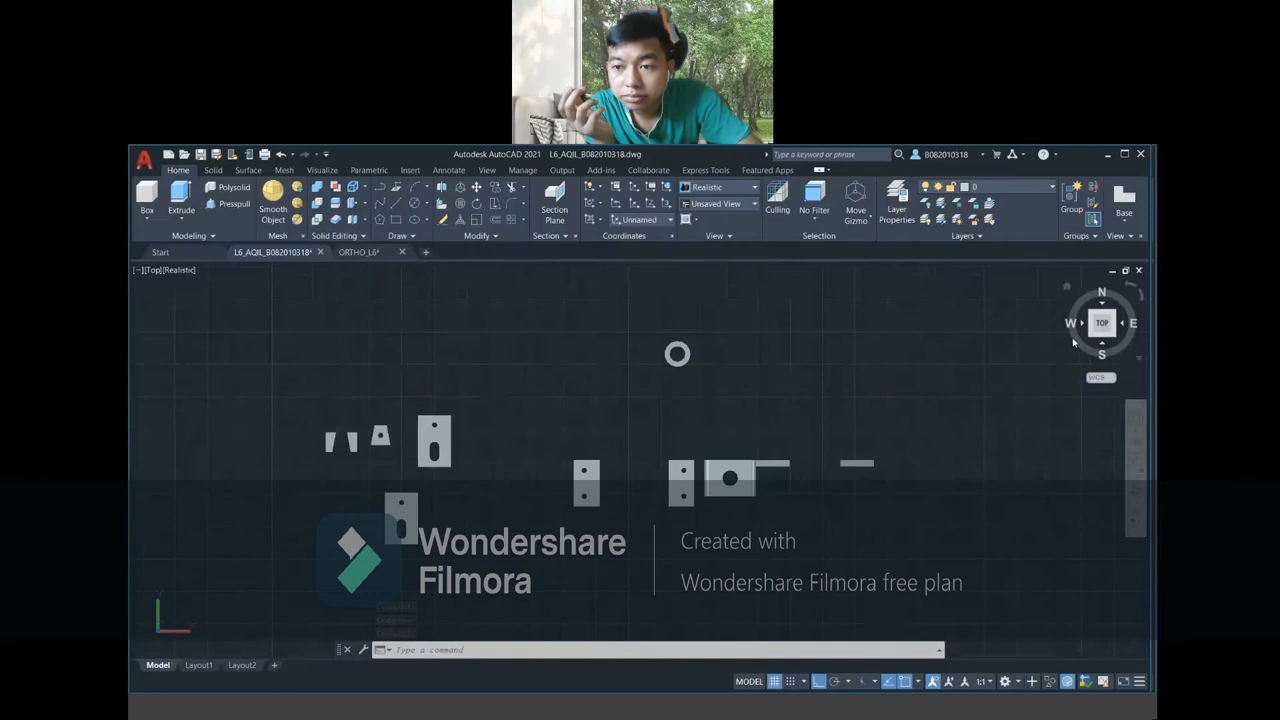 Autodesk AutoCAD 2021 L6_AQIL_B082010318.dwg
Type a keyword or phrase
B082010318
Home Solid Surface Mesh Visualize Parametric Insert Annotate View Manage Output Add-ins Collaborate Express Tools Featured Apps
Box
Extrude
Polysolid
Presspull
Smooth Object
Section Plane
Realistic
Unsaved View
Unnamed
Culling
No Filter
Move Gizmo
Layer Properties
0
Group
Base
Modeling
Mesh
Solid Editing
Draw
Modify
Section
Coordinates
View
Selection
Layers
Groups
View
Start
L6_AQIL_B082010318*
ORTHO_L6*
[−][Top][Realistic]
N
W TOP E
S
WCS
Wondershare
Filmora
Created with
Wondershare Filmora free plan
Type a command
Model Layout1 Layout2
MODEL
1:1